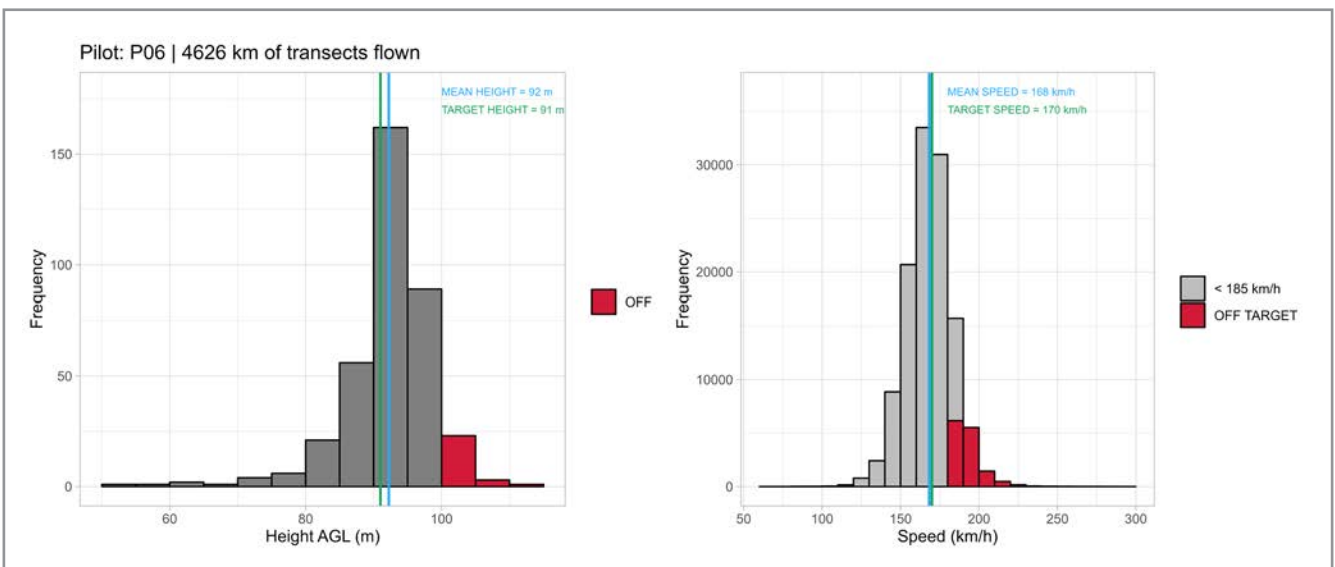 Pilot: P06 | 4626 km of transects flown
MEAN HEIGHT = 92 m
TARGET HEIGHT = 91 m
150
100
50
0
Frequency
60
80
100
Height AGL (m)
OFF
MEAN SPEED = 168 km/h
TARGET SPEED = 170 km/h
30000
20000
10000
0
Frequency
50
100
150
200
250
300
Speed (km/h)
< 185 km/h
OFF TARGET